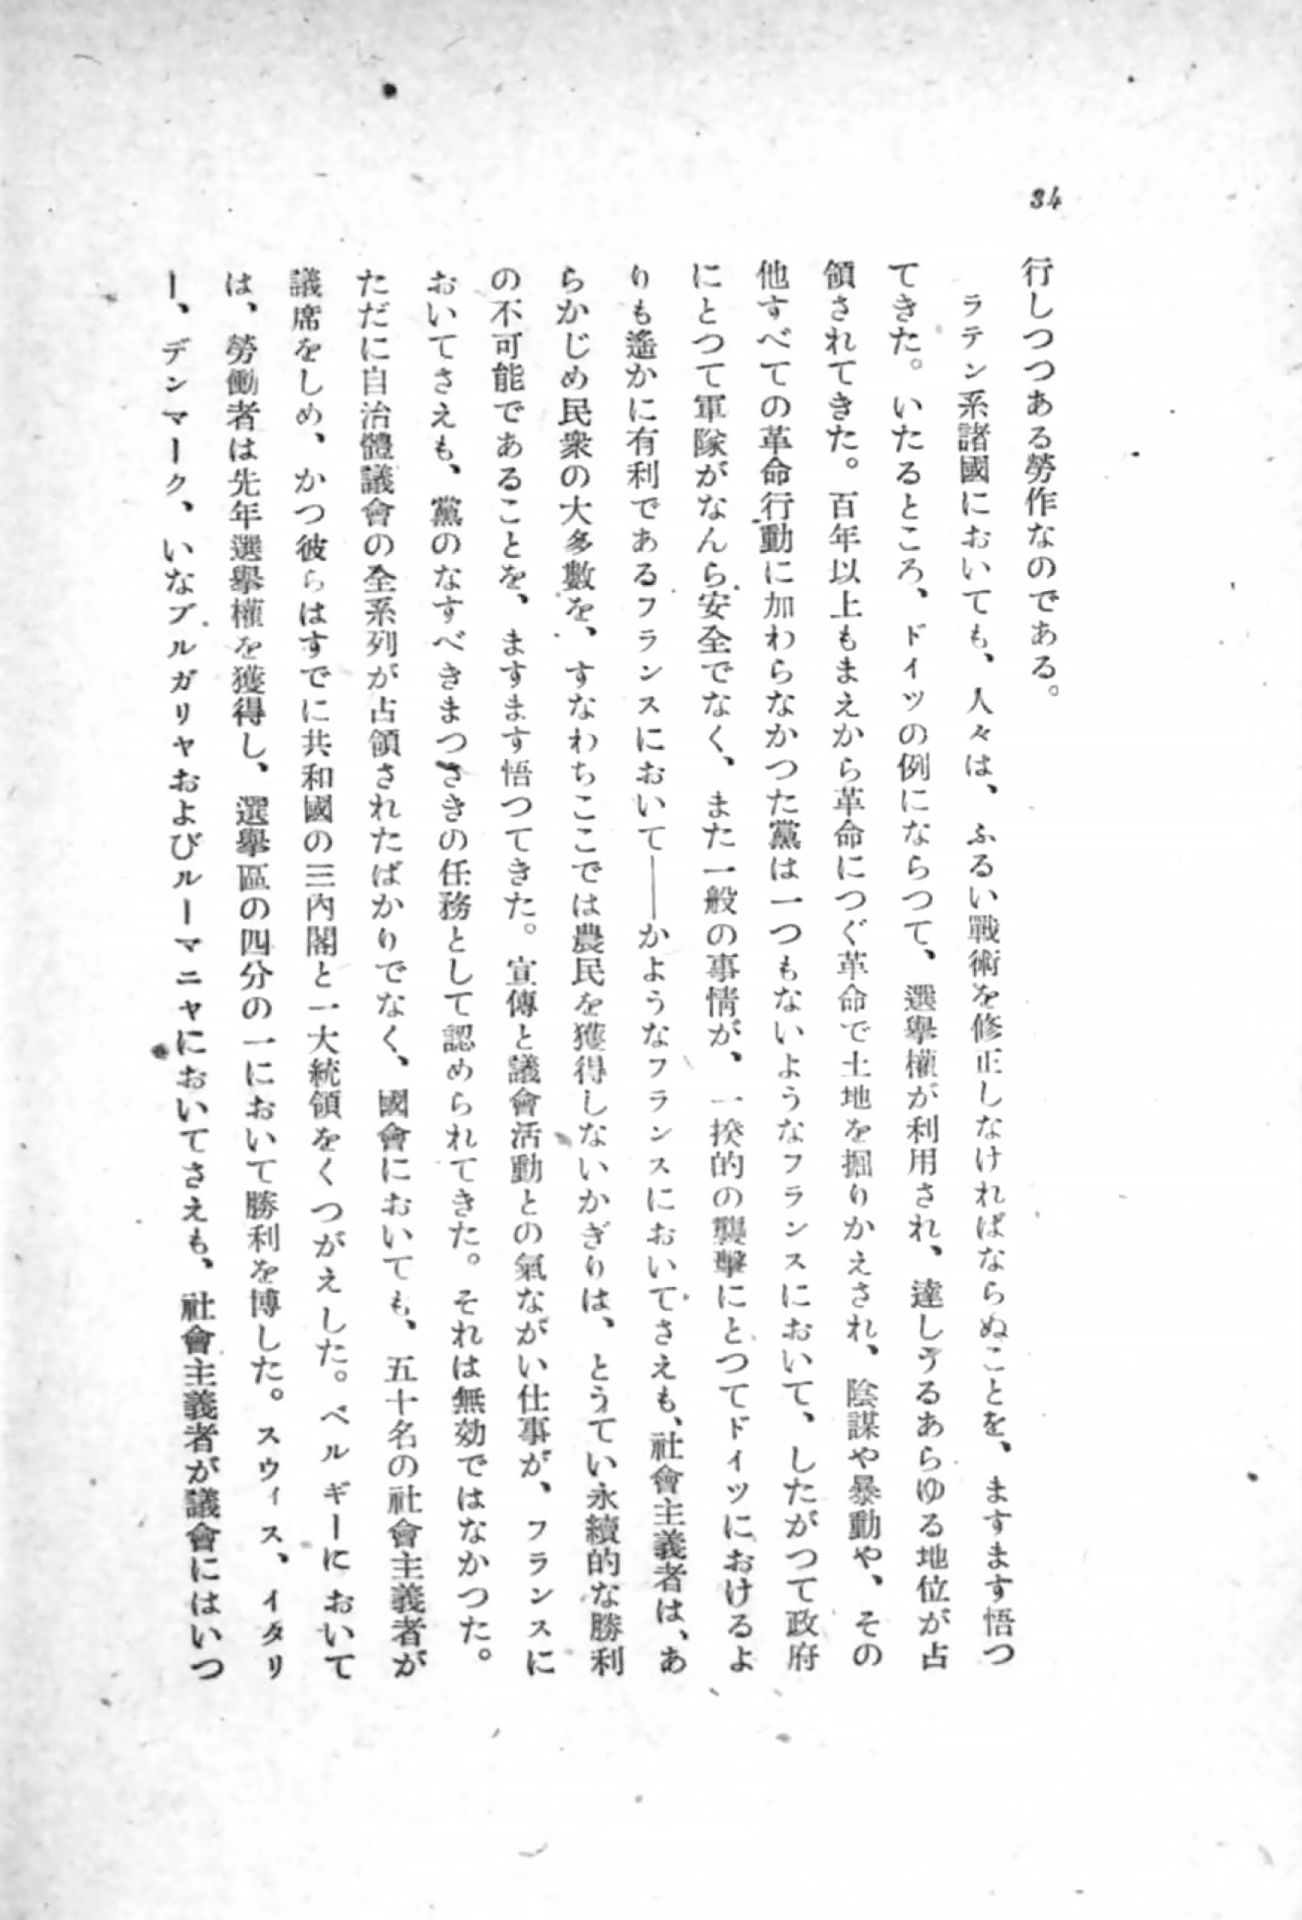 34
行しつつある勞作なのである。
ラテン系諸國においても、人々は、ふるい戰術を修正しなければならぬことを、ますます悟つ
てきた。いたるところ、ドイツの例にならつて、選擧權が利用され、達しうるあらゆる地位が占
領されてきた。百年以上もまえから革命につぐ革命で土地を掘りかえされ、陰謀や暴動や、その
他すべての革命行動に加わらなかつた黨は一つもないようなフランスにおいて、したがつて政府
にとつて軍隊がなんら安全でなく、また一般の事情が、一揆的の襲擊にとつてドイツにおけるよ
りも遙かに有利であるフランスにおいて――かようなフランスにおいてさえも、社會主義者は、あ
らかじめ民衆の大多數を、すなわちここでは農民を獲得しないかぎりは、とうてい永續的な勝利
の不可能であることを、ますます悟つてきた。宣傳と議會活動との氣ながい仕事が、フランスに
おいてさえも、黨のなすべきまつさきの任務として認められてきた。それは無効ではなかつた。
ただに自治體議會の全系列が占領されたばかりでなく、國會においても、五十名の社會主義者が
議席をしめ、かつ彼らはすでに共和國の三內閣と一大統領をくつがえした。ベルギーにおいて
は、勞働者は先年選擧權を獲得し、選擧區の四分の一において勝利を博した。スウィス、イタリ
ー、デンマーク、いなブルガリヤおよびルーマニヤにおいてさえも、社會主義者が議會にはいつ